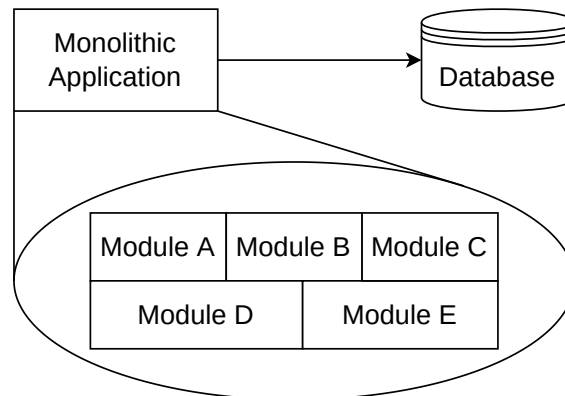 Monolithic
Application
Database
Module A
Module B
Module C
Module D
Module E